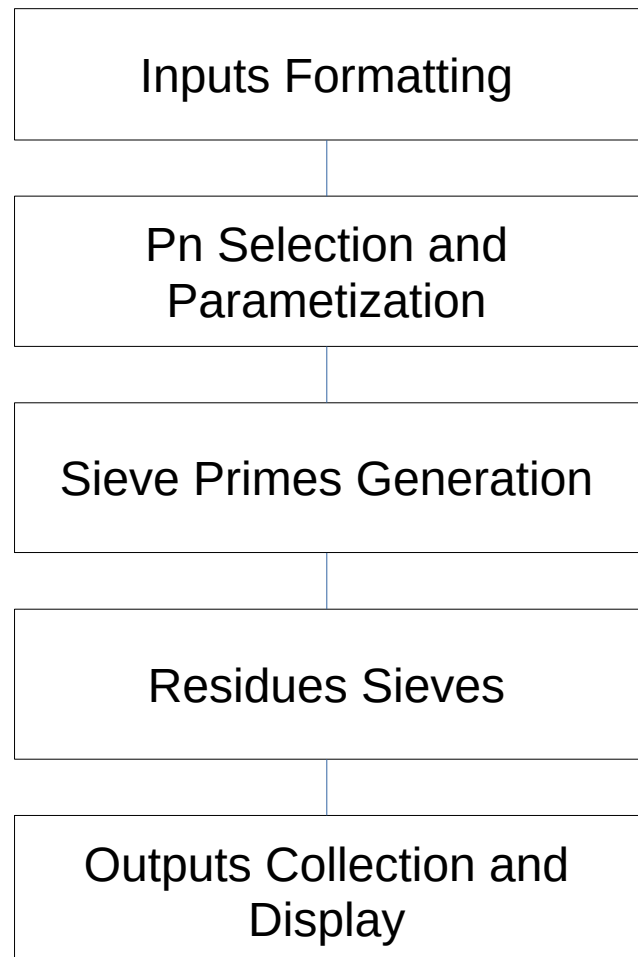 Inputs Formatting
Pn Selection and
Parametization
Sieve Primes Generation
Residues Sieves
Outputs Collection and
Display